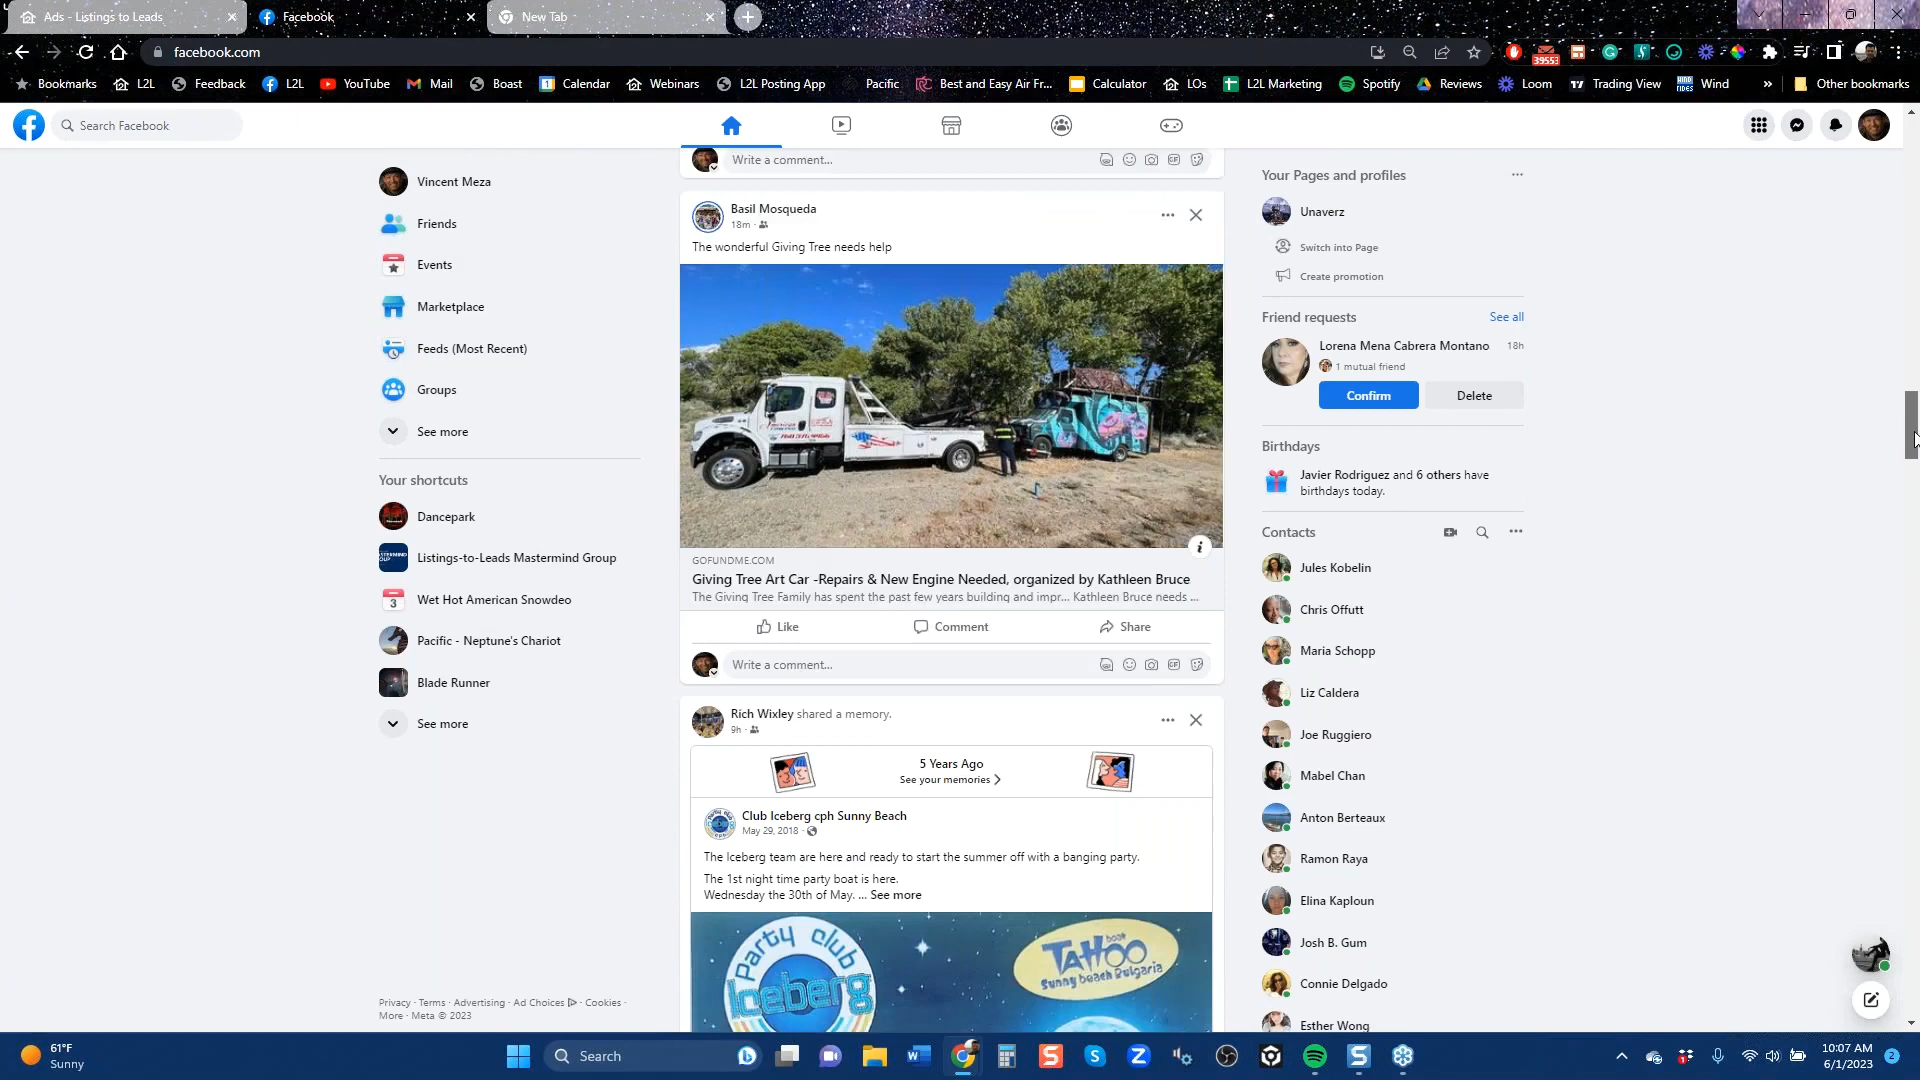 Ads - Listings to Leads
Facebook
New Tab
facebook.com
39553
Bookmarks
L2L
Feedback
L2L
YouTube
Mail
Boast
Calendar
Webinars
L2L Posting App
Pacific
Best and Easy Air Fr...
Calculator
LOs
L2L Marketing
Spotify
Reviews
Loom
Trading View
Wind
Other bookmarks
Search Facebook
Vincent Meza
Friends
Events
Marketplace
Feeds (Most Recent)
Groups
See more
Your shortcuts
Dancepark
Listings-to-Leads Mastermind Group
3
Wet Hot American Snowdeo
Pacific - Neptune's Chariot
Blade Runner
See more
Privacy · Terms · Advertising · Ad Choices · Cookies ·
More · Meta © 2023
Write a comment...
Basil Mosqueda
18m ·
The wonderful Giving Tree needs help
GOFUNDME.COM
Giving Tree Art Car -Repairs & New Engine Needed, organized by Kathleen Bruce
The Giving Tree Family has spent the past few years building and impr... Kathleen Bruce needs ...
Like
Comment
Share
Write a comment...
Rich Wixley shared a memory.
9h ·
5 Years Ago
See your memories
Club Iceberg cph Sunny Beach
May 29, 2018 ·
The Iceberg team are here and ready to start the summer off with a banging party.
The 1st night time party boat is here.
Wednesday the 30th of May. ... See more
Party club
Iceberg
boat
TATTOO
Sunny beach Bulgaria
Your Pages and profiles
Unaverz
Switch into Page
Create promotion
Friend requests
See all
Lorena Mena Cabrera Montano
18h
1 mutual friend
Confirm
Delete
Birthdays
Javier Rodriguez and 6 others have
birthdays today.
Contacts
Jules Kobelin
Chris Offutt
Maria Schopp
Liz Caldera
Joe Ruggiero
Mabel Chan
Anton Berteaux
Ramon Raya
Elina Kaploun
Josh B. Gum
Connie Delgado
Esther Wong
61°F
Sunny
Search
10:07 AM
6/1/2023
2